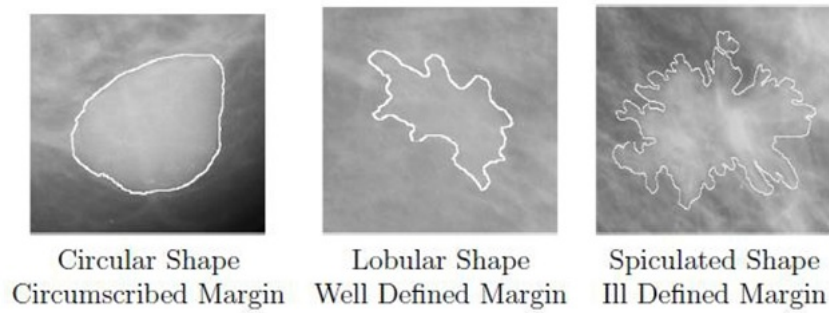 Circular Shape
Circumscribed Margin
Lobular Shape
Well Defined Margin
Spiculated Shape
Ill Defined Margin